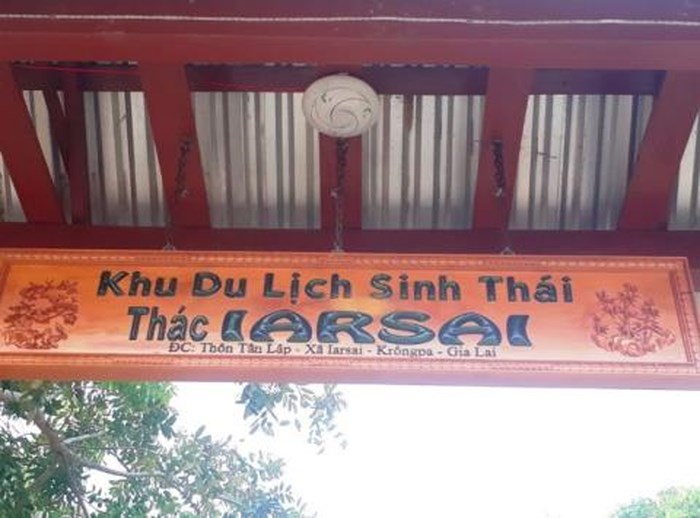 Khu Du Lịch Sinh Thái
Thác IARSAI
ĐC: Thôn Tân Lập - Xã Iarsai - Krôngpa - Gia Lai